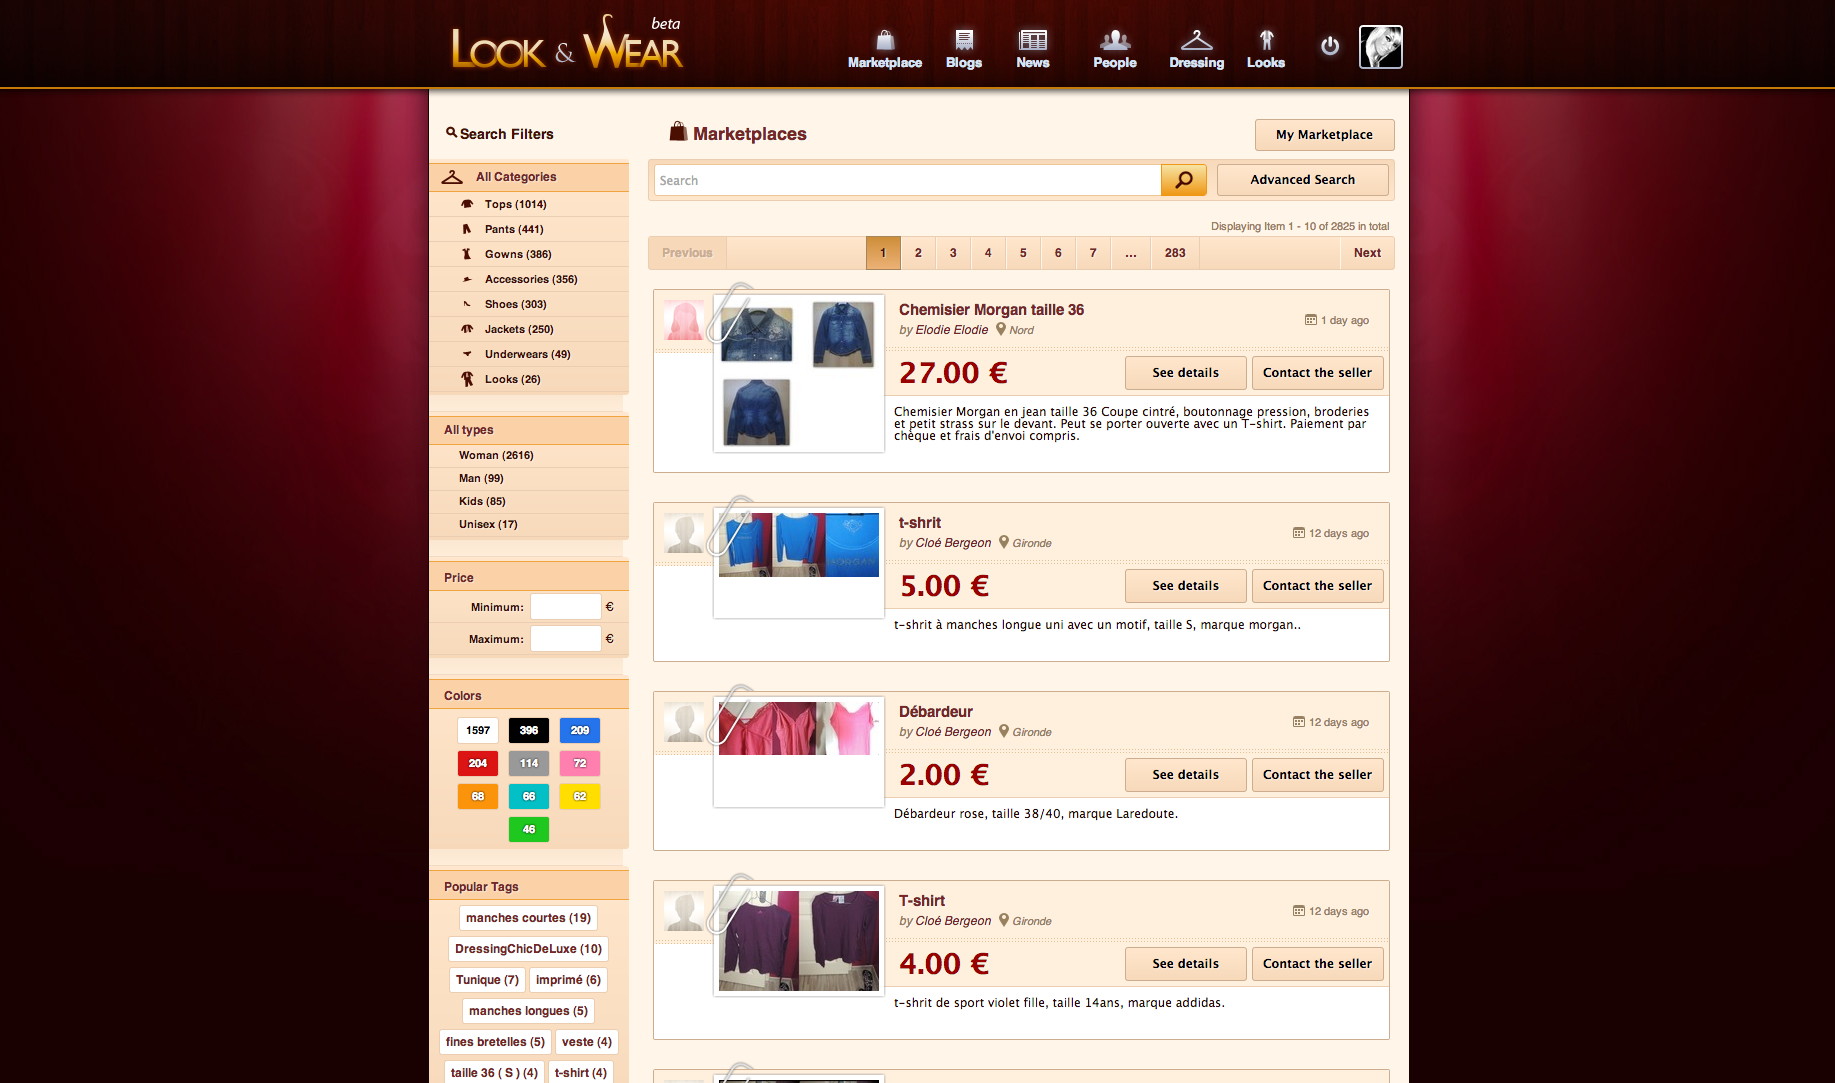 Look & Wear beta
Marketplace Blogs News People Dressing Looks
Search Filters
All Categories
Tops (1014)
Pants (441)
Gowns (386)
Accessories (356)
Shoes (303)
Jackets (250)
Underwears (49)
Looks (26)
All types
Woman (2616)
Man (99)
Kids (85)
Unisex (17)
Price
Minimum: €
Maximum: €
Colors
1597 396 209
204 114 72
68 66 62
46
Popular Tags
manches courtes (19)
DressingChicDeLuxe (10)
Tunique (7) imprimé (6)
manches longues (5)
fines bretelles (5) veste (4)
taille 36 ( S ) (4) t-shirt (4)
Marketplaces
My Marketplace
Search
Advanced Search
Displaying Item 1 - 10 of 2825 in total
Previous 1 2 3 4 5 6 7 ... 283 Next
Chemisier Morgan taille 36
by Elodie Elodie Nord
1 day ago
27.00 €
See details Contact the seller
Chemisier Morgan en jean taille 36 Coupe cintré, boutonnage pression, broderies
et petit strass sur le devant. Peut se porter ouverte avec un T-shirt. Paiement par
chèque et frais d'envoi compris.
MORGAN
t-shrit
by Cloé Bergeon Gironde
12 days ago
5.00 €
See details Contact the seller
t-shrit à manches longue uni avec un motif, taille S, marque morgan..
Débardeur
by Cloé Bergeon Gironde
12 days ago
2.00 €
See details Contact the seller
Débardeur rose, taille 38/40, marque Laredoute.
T-shirt
by Cloé Bergeon Gironde
12 days ago
4.00 €
See details Contact the seller
t-shrit de sport violet fille, taille 14ans, marque addidas.